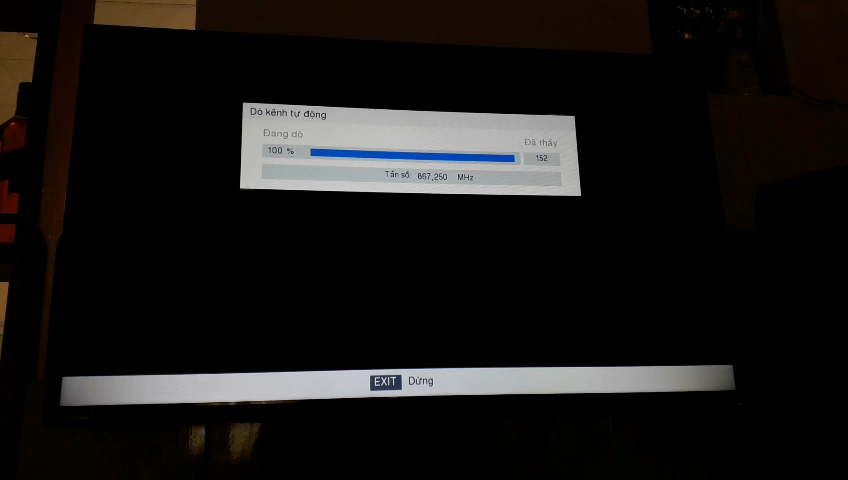 Dò kênh tự động
Đang dò
Đã thấy
100 %
152
Tần số. 867,250 MHz
EXIT Dừng